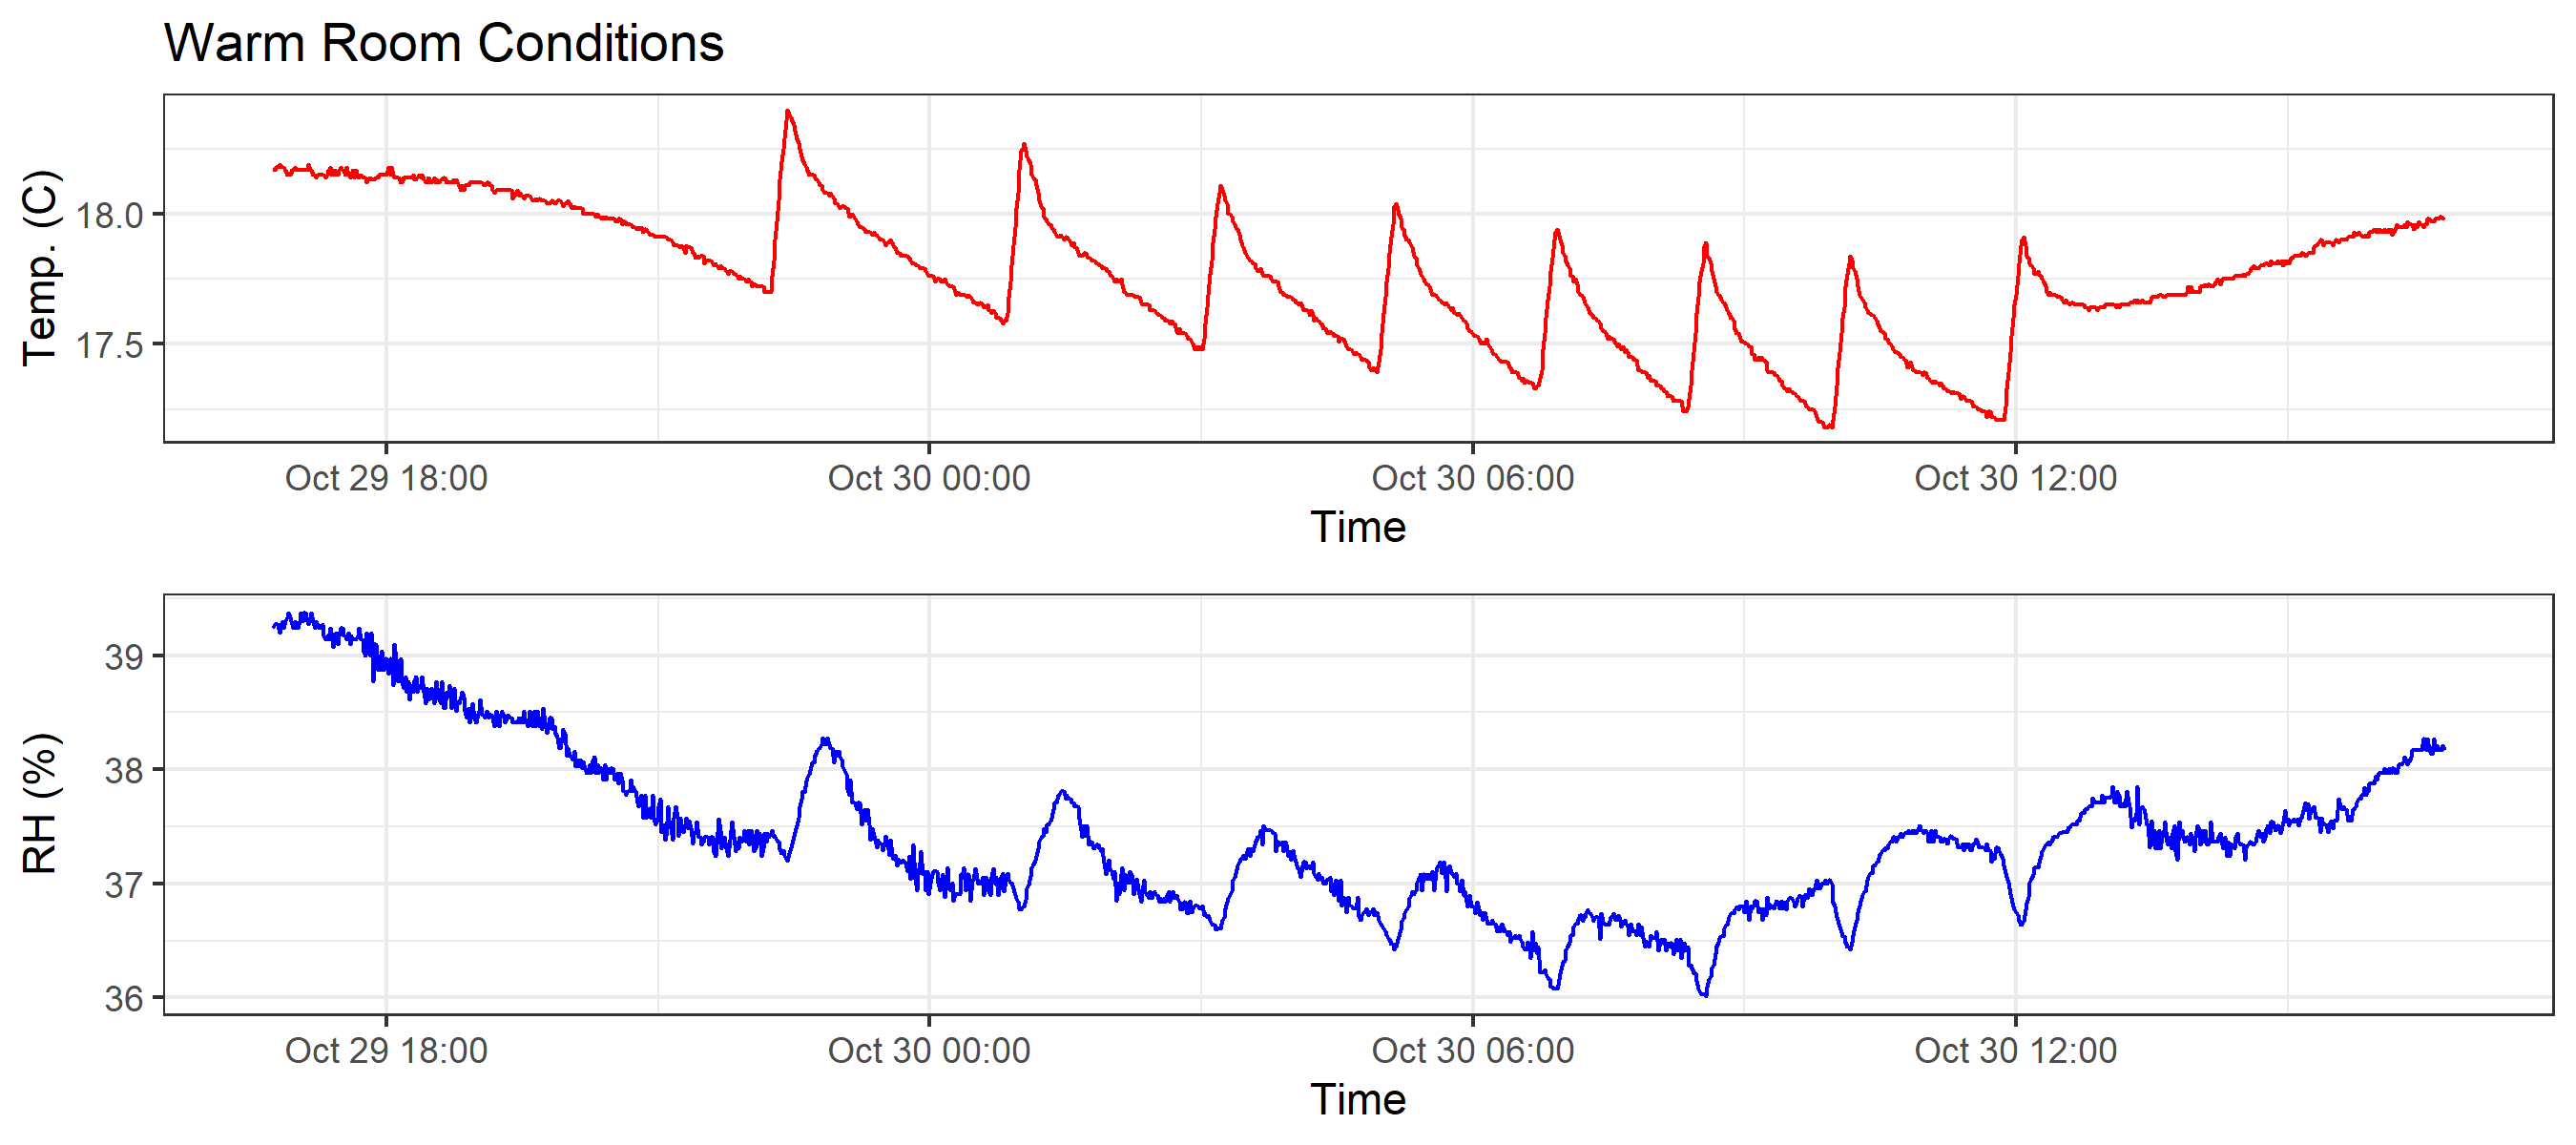 Warm Room Conditions
Temp. (C)
18.0
17.5
Oct 29 18:00 Oct 30 00:00 Oct 30 06:00 Oct 30 12:00
Time
RH (%)
39
38
37
36
Oct 29 18:00 Oct 30 00:00 Oct 30 06:00 Oct 30 12:00
Time